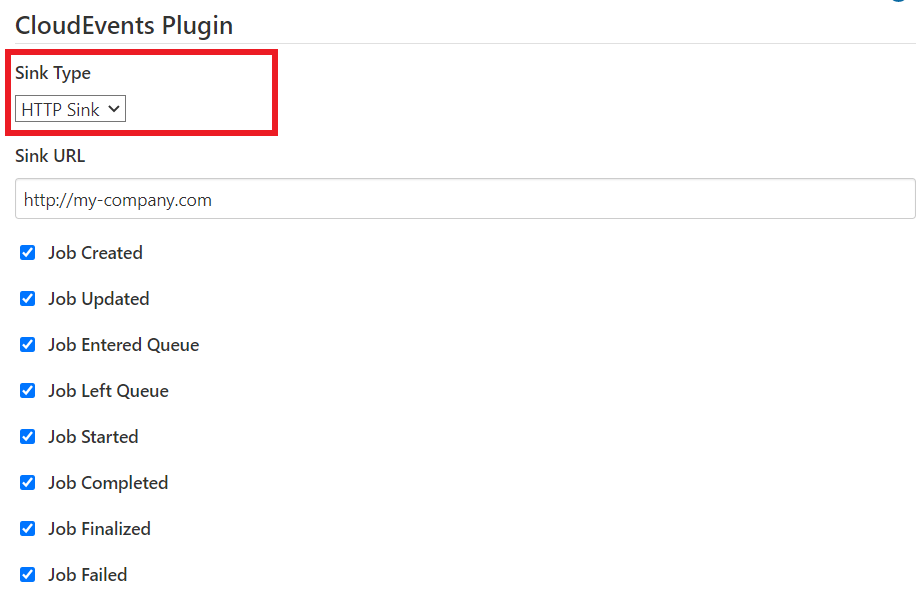 CloudEvents Plugin
Sink Type
HTTP Sink
Sink URL
http://my-company.com
Job Created
Job Updated
Job Entered Queue
Job Left Queue
Job Started
Job Completed
Job Finalized
Job Failed